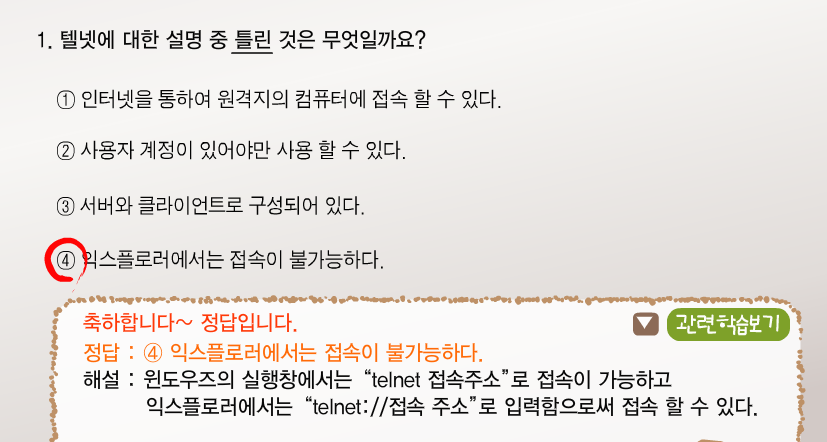 1. 텔넷에 대한 설명 중 틀린 것은 무엇일까요?
① 인터넷을 통하여 원격지의 컴퓨터에 접속 할 수 있다.
② 사용자 계정이 있어야만 사용 할 수 있다.
③ 서버와 클라이언트로 구성되어 있다.
④ 익스플로러에서는 접속이 불가능하다.
축하합니다~ 정답입니다.
관련학습보기
정답 : ④ 익스플로러에서는 접속이 불가능하다.
해설 : 윈도우즈의 실행창에서는 “telnet 접속주소”로 접속이 가능하고
익스플로러에서는 “telnet://접속 주소”로 입력함으로써 접속 할 수 있다.